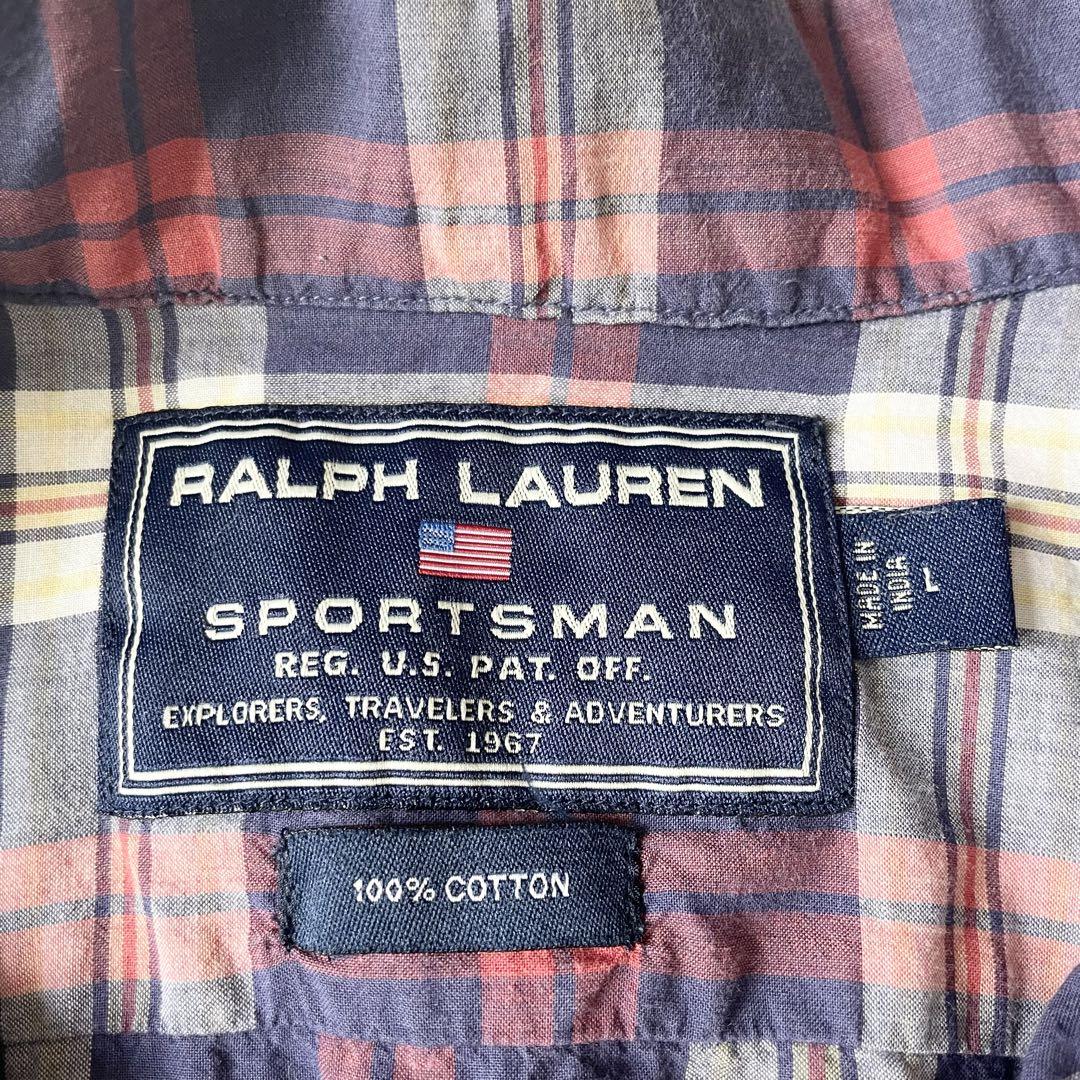 RALPH LAUREN
SPORTSMAN
REG. U.S. PAT. OFF.
EXPLORERS, TRAVELERS & ADVENTURERS
EST. 1967
MADE IN
INDIA
L
100% COTTON